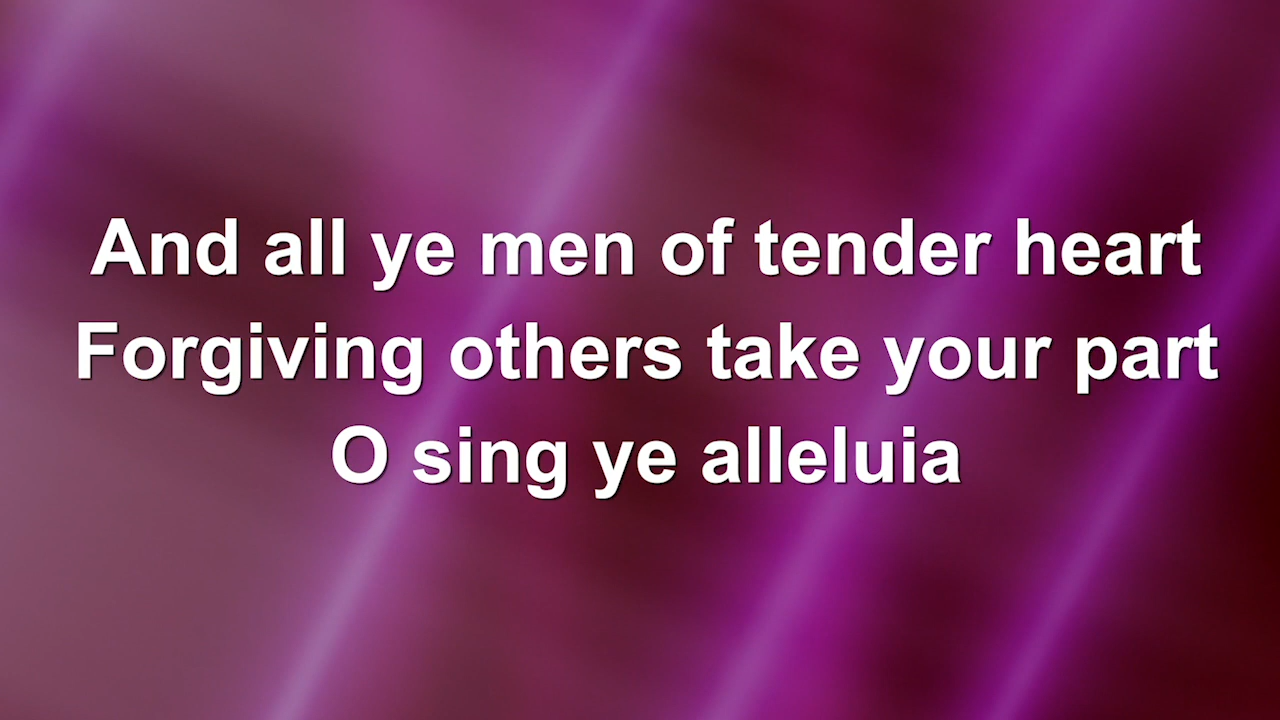 And all ye men of tender heart
Forgiving others take your part
O sing ye alleluia